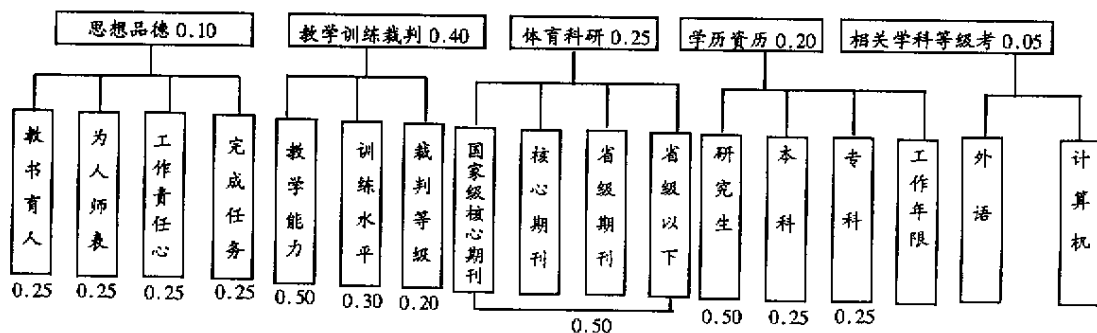 思想品德 0.10
教学训练裁判 0.40
体育科研 0.25
学历资历 0.20
相关学科等级考 0.05
教书育人
为人师表
工作责任心
完成任务
教学能力
训练水平
裁判等级
国家级核心期刊
核心期刊
省级期刊
省级以下
研究生
本科
专科
工作年限
外语
计算机
0.25
0.25
0.25
0.25
0.50
0.30
0.20
0.50
0.50
0.25
0.25